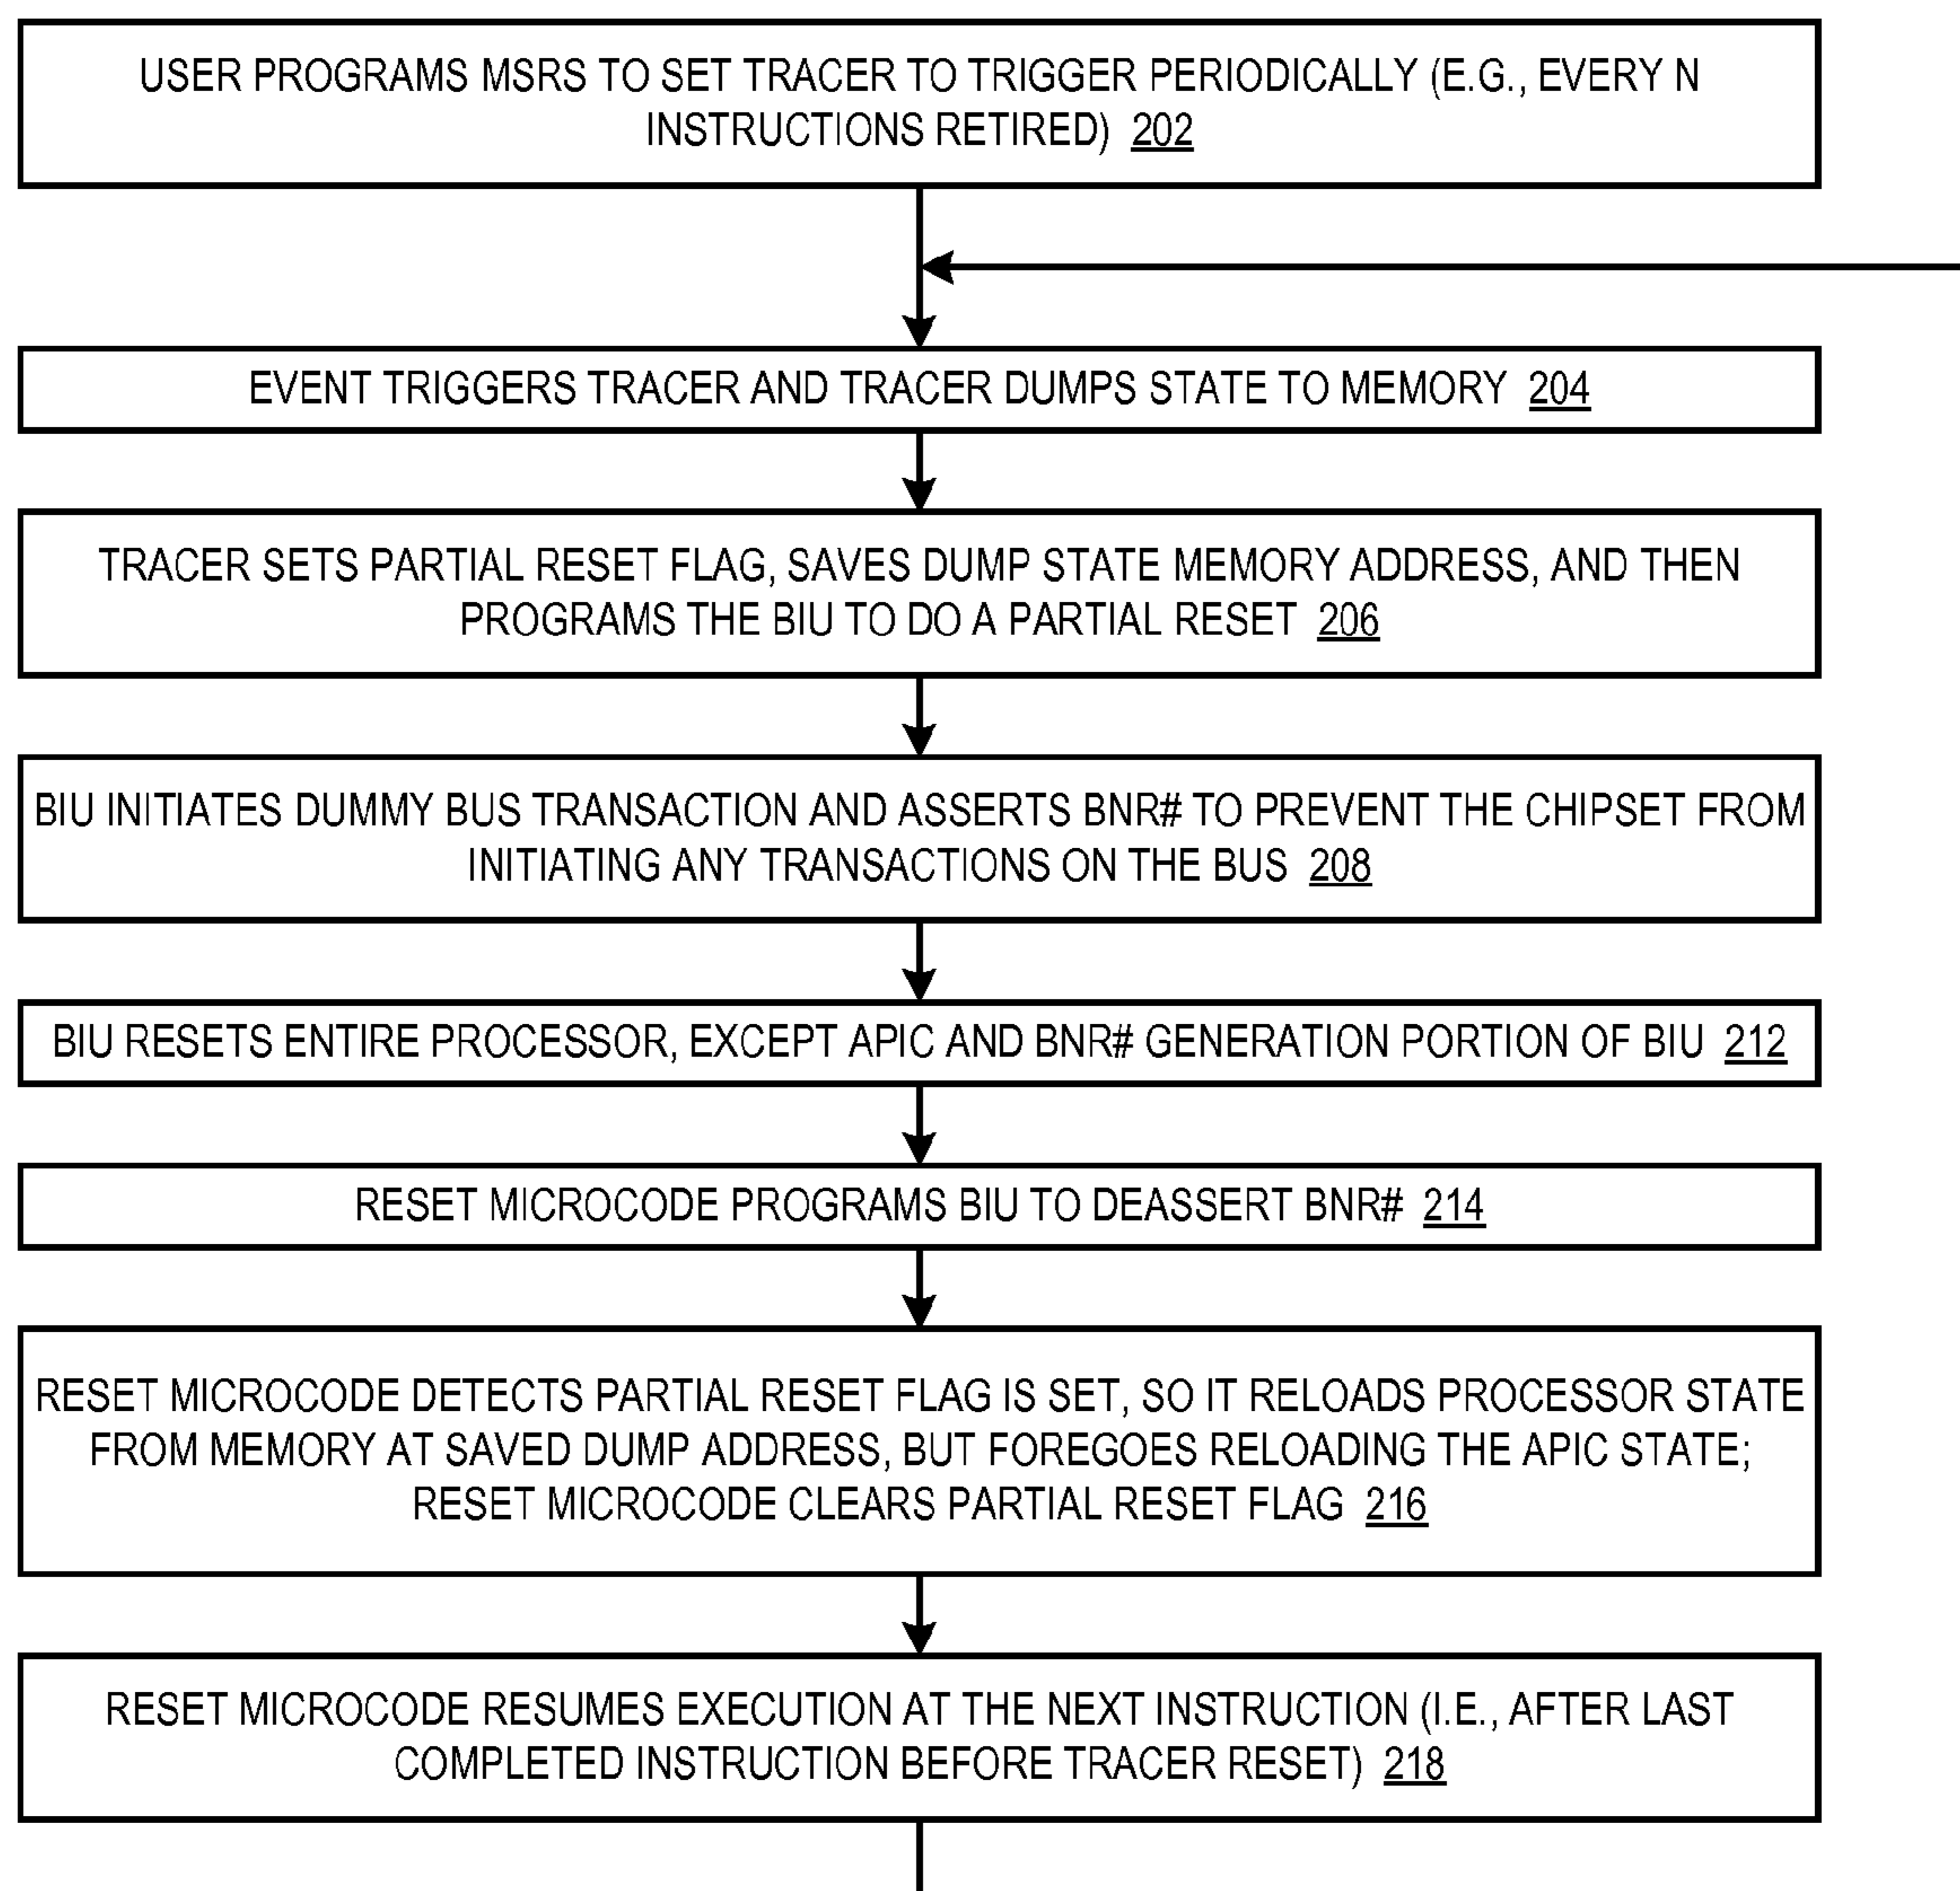 USER PROGRAMS MSRS TO SET TRACER TO TRIGGER PERIODICALLY (E.G., EVERY N
INSTRUCTIONS RETIRED) 202
EVENT TRIGGERS TRACER AND TRACER DUMPS STATE TO MEMORY 204
TRACER SETS PARTIAL RESET FLAG, SAVES DUMP STATE MEMORY ADDRESS, AND THEN
PROGRAMS THE BIU TO DO A PARTIAL RESET 206
BIU INITIATES DUMMY BUS TRANSACTION AND ASSERTS BNR# TO PREVENT THE CHIPSET FROM
INITIATING ANY TRANSACTIONS ON THE BUS 208
BIU RESETS ENTIRE PROCESSOR, EXCEPT APIC AND BNR# GENERATION PORTION OF BIU 212
RESET MICROCODE PROGRAMS BIU TO DEASSERT BNR# 214
RESET MICROCODE DETECTS PARTIAL RESET FLAG IS SET, SO IT RELOADS PROCESSOR STATE
FROM MEMORY AT SAVED DUMP ADDRESS, BUT FOREGOES RELOADING THE APIC STATE;
RESET MICROCODE CLEARS PARTIAL RESET FLAG 216
RESET MICROCODE RESUMES EXECUTION AT THE NEXT INSTRUCTION (I.E., AFTER LAST
COMPLETED INSTRUCTION BEFORE TRACER RESET) 218